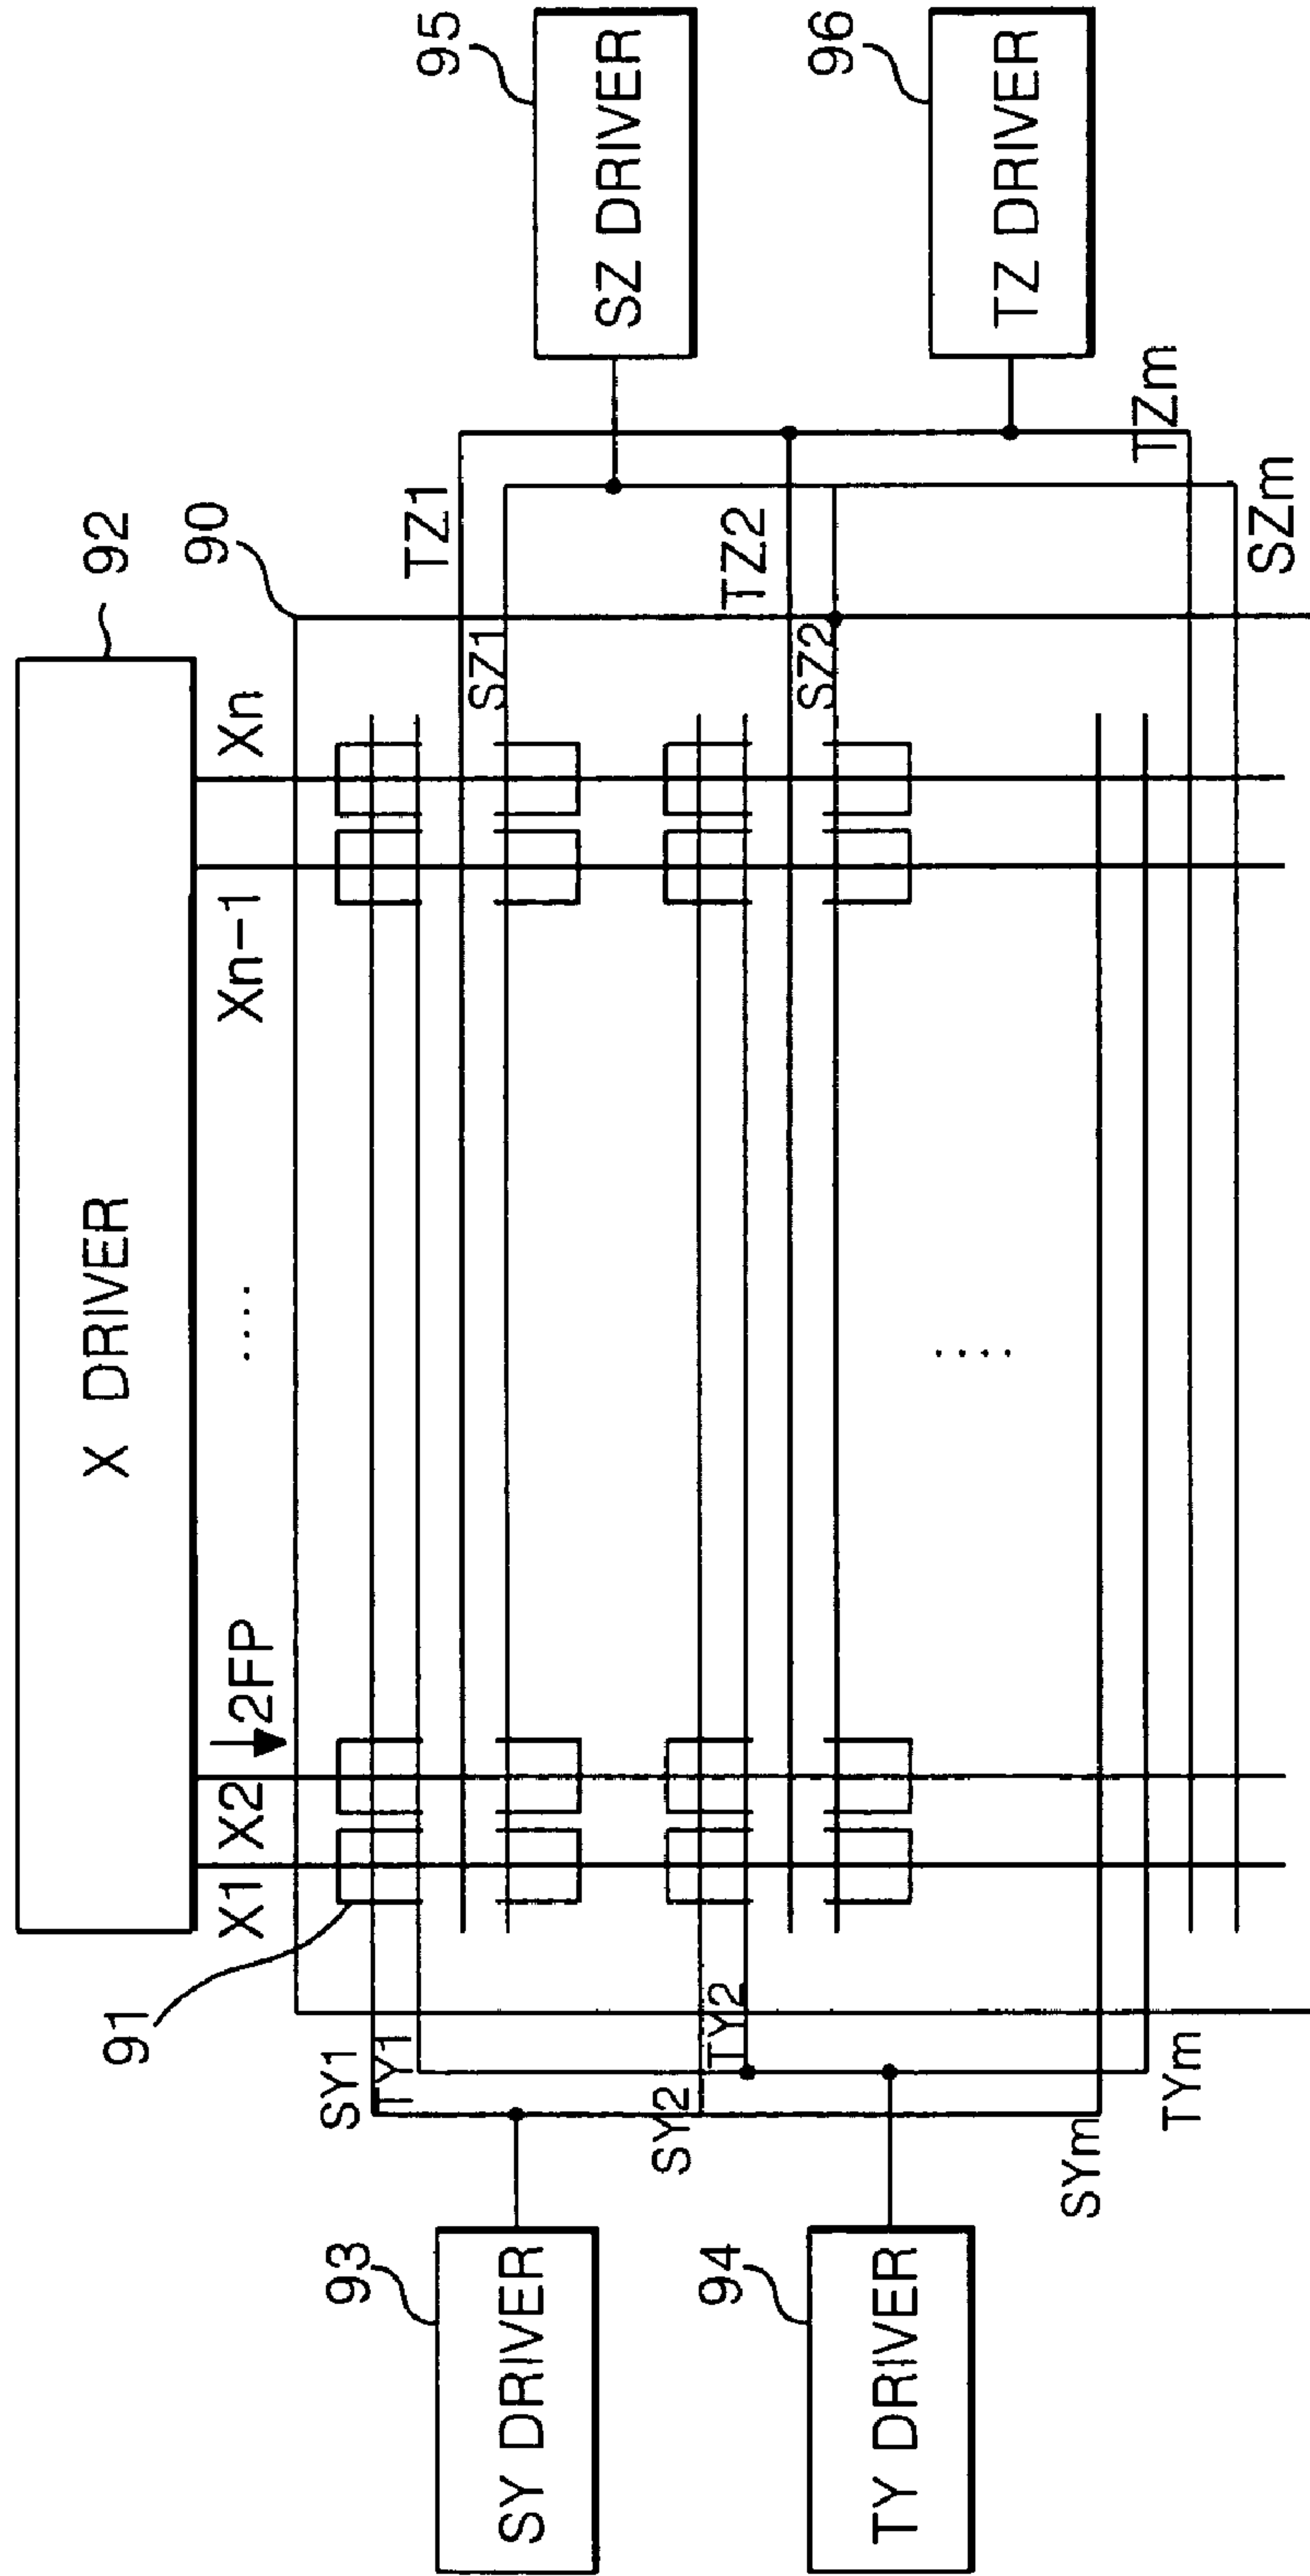 X DRIVER
92
X1
X2
2FP
....
Xn-1
Xn
90
91
SY1
TY1
TZ1
SZ1
93
SY DRIVER
95
SZ DRIVER
SY2
TY2
TZ2
SZ2
94
TY DRIVER
96
TZ DRIVER
....
SYm
TYm
TZm
SZm